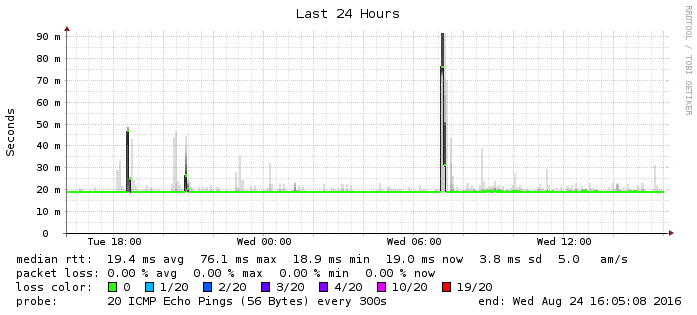 Last 24 Hours
RRDTOOL / TOBI OETIKER
Seconds
90 m
80 m
70 m
60 m
50 m
40 m
30 m
20 m
10 m
0
Tue 18:00 Wed 00:00 Wed 06:00 Wed 12:00
median rtt: 19.4 ms avg 76.1 ms max 18.9 ms min 19.0 ms now 3.8 ms sd 5.0 am/s
packet loss: 0.00 % avg 0.00 % max 0.00 % min 0.00 % now
loss color: 0 1/20 2/20 3/20 4/20 10/20 19/20
probe: 20 ICMP Echo Pings (56 Bytes) every 300s end: Wed Aug 24 16:05:08 2016